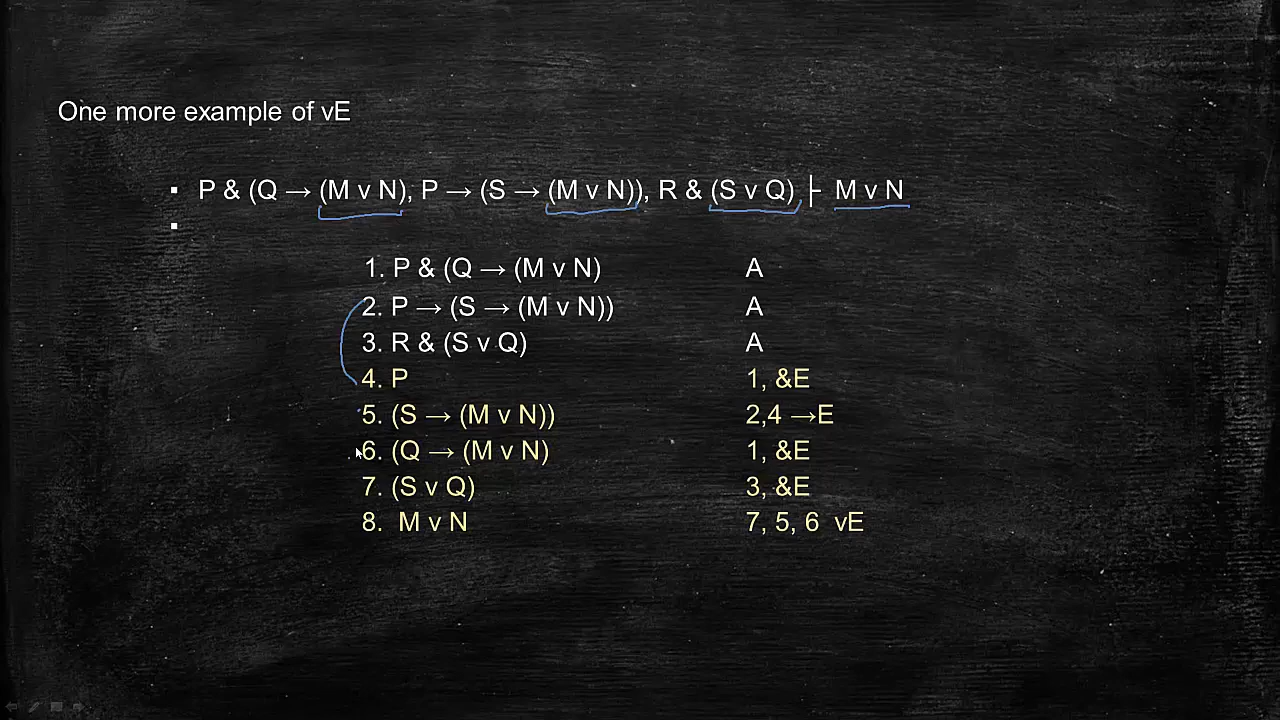 One more example of vE
▪ P & (Q → (M v N), P → (S → (M v N)), R & (S v Q) ├ M v N
▪
1. P & (Q → (M v N) A
2. P → (S → (M v N)) A
3. R & (S v Q) A
4. P 1, &E
5. (S → (M v N)) 2,4 →E
6. (Q → (M v N) 1, &E
7. (S v Q) 3, &E
8. M v N 7, 5, 6 vE